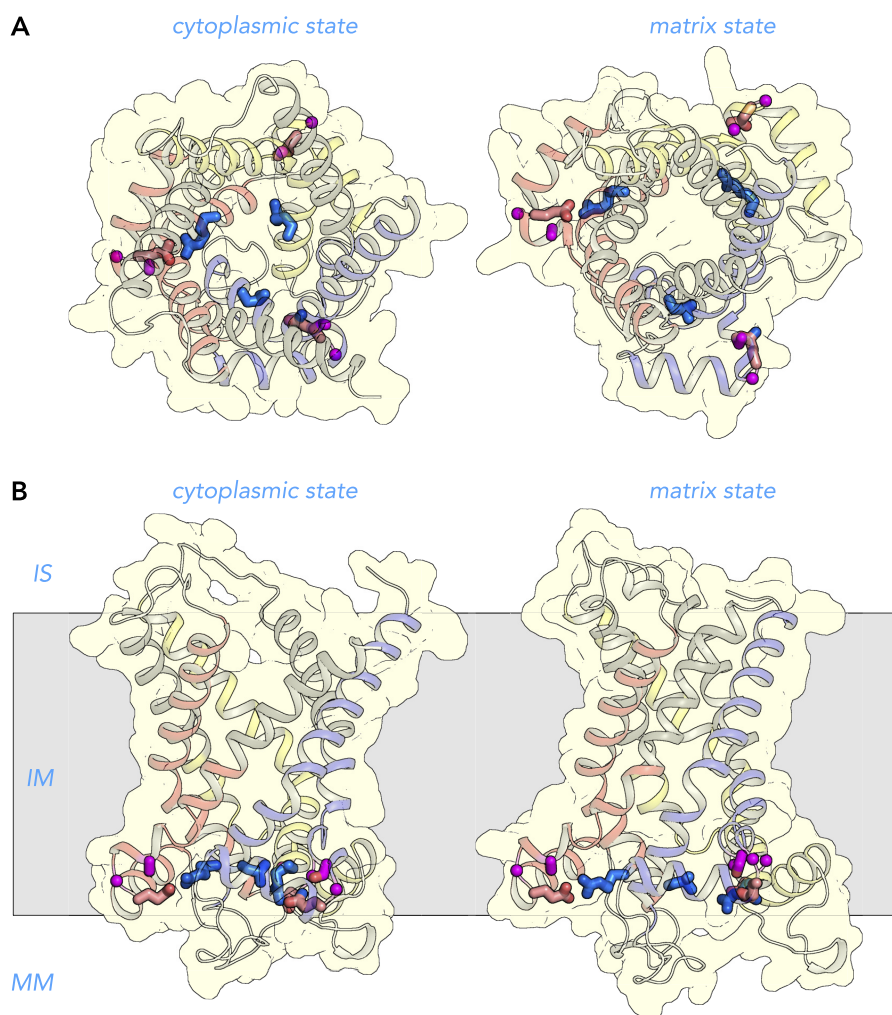 A
cytoplasmic state
matrix state
B
cytoplasmic state
matrix state
IS
IM
MM